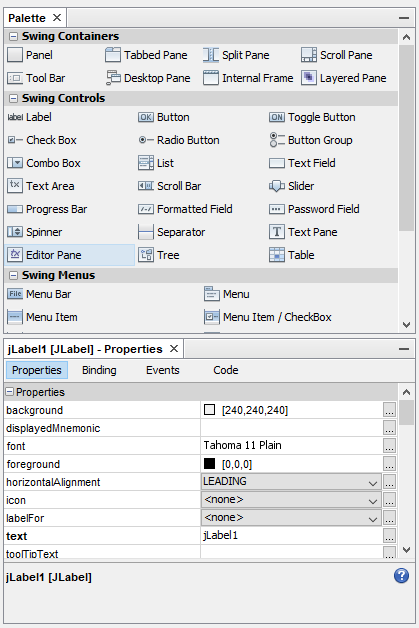 Palette
Swing Containers
Panel Tabbed Pane Split Pane Scroll Pane
Tool Bar Desktop Pane Internal Frame Layered Pane
Swing Controls
label Label OK Button ON Toggle Button
Check Box Radio Button Button Group
Combo Box List Text Field
Text Area Scroll Bar Slider
Progress Bar Formatted Field Password Field
Spinner Separator Text Pane
Editor Pane Tree Table
Swing Menus
File Menu Bar Menu
Menu Item Menu Item / CheckBox
jLabel1 [JLabel] - Properties
Properties Binding Events Code
Properties
background [240,240,240] ...
displayedMnemonic ...
font Tahoma 11 Plain ...
foreground [0,0,0] ...
horizontalAlignment LEADING ...
icon <none> ...
labelFor <none> ...
text jLabel1 ...
toolTipText ...
jLabel1 [JLabel] ?